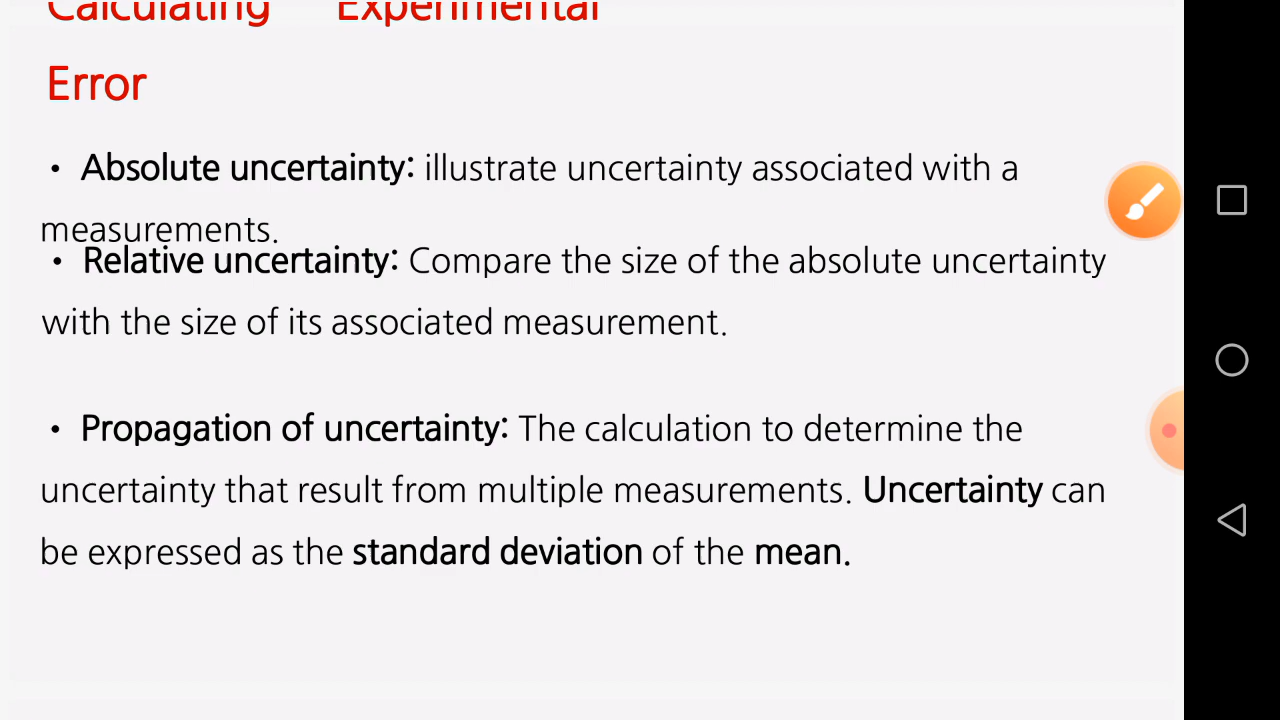 Calculating Experimental
Error
• Absolute uncertainty: illustrate uncertainty associated with a
measurements.
• Relative uncertainty: Compare the size of the absolute uncertainty
with the size of its associated measurement.
• Propagation of uncertainty: The calculation to determine the
uncertainty that result from multiple measurements. Uncertainty can
be expressed as the standard deviation of the mean.